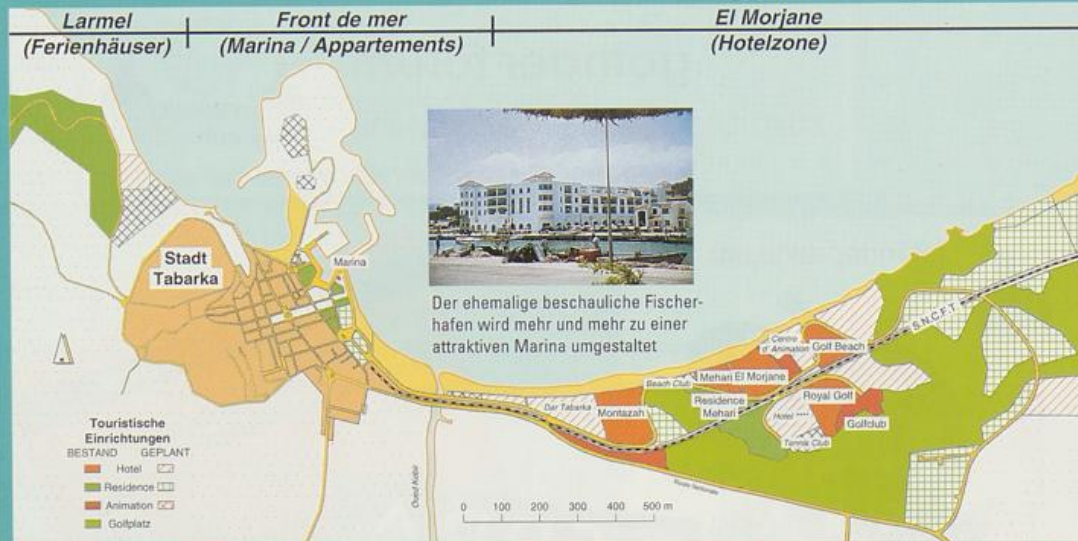 Larmel
(Ferienhäuser)
Front de mer
(Marina / Appartements)
El Morjane
(Hotelzone)
Stadt
Tabarka
Marina
Der ehemalige beschauliche Fischer-
hafen wird mehr und mehr zu einer
attraktiven Marina umgestaltet
S.N.C.F.T
Centre
d'Animation
Golf Beach
Mehari
El Morjane
Beach Club
Residence
Mehari
Royal Golf
Dar Tabarka
Montazah
Hotel ****
Golfclub
Tennis Club
Route Nationale
Oued Kebir
Touristische
Einrichtungen
BESTAND GEPLANT
Hotel
Residence
Animation
Golfplatz
0 100 200 300 400 500 m